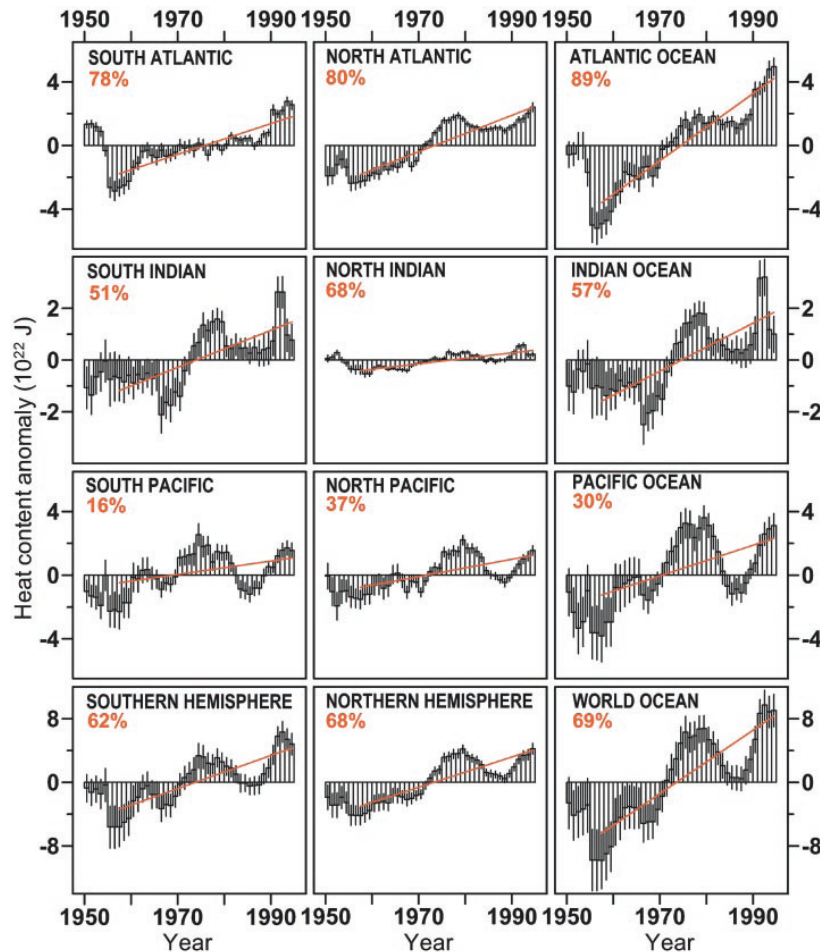 1950 1970 1990 1950 1970 1990 1950 1970 1990
SOUTH ATLANTIC
78%
NORTH ATLANTIC
80%
ATLANTIC OCEAN
89%
4
0
-4
4
0
-4
SOUTH INDIAN
51%
NORTH INDIAN
68%
INDIAN OCEAN
57%
2
0
-2
2
0
-2
SOUTH PACIFIC
16%
NORTH PACIFIC
37%
PACIFIC OCEAN
30%
4
0
-4
4
0
-4
SOUTHERN HEMISPHERE
62%
NORTHERN HEMISPHERE
68%
WORLD OCEAN
69%
8
0
-8
8
0
-8
Heat content anomaly (10²² J)
1950 1970 1990 1950 1970 1990 1950 1970 1990
Year Year Year